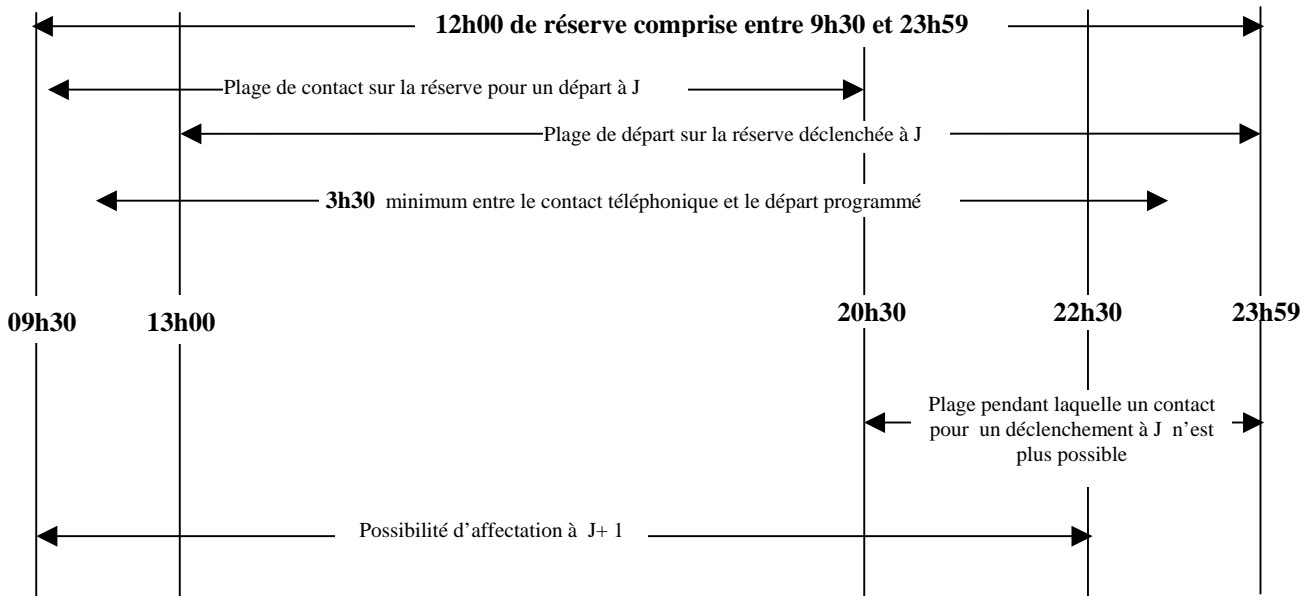 12h00 de réserve comprise entre 9h30 et 23h59
Plage de contact sur la réserve pour un départ à J
Plage de départ sur la réserve déclenchée à J
3h30 minimum entre le contact téléphonique et le départ programmé
09h30 13h00 20h30 22h30 23h59
Plage pendant laquelle un contact
pour un déclenchement à J n’est
plus possible
Possibilité d’affectation à J+ 1